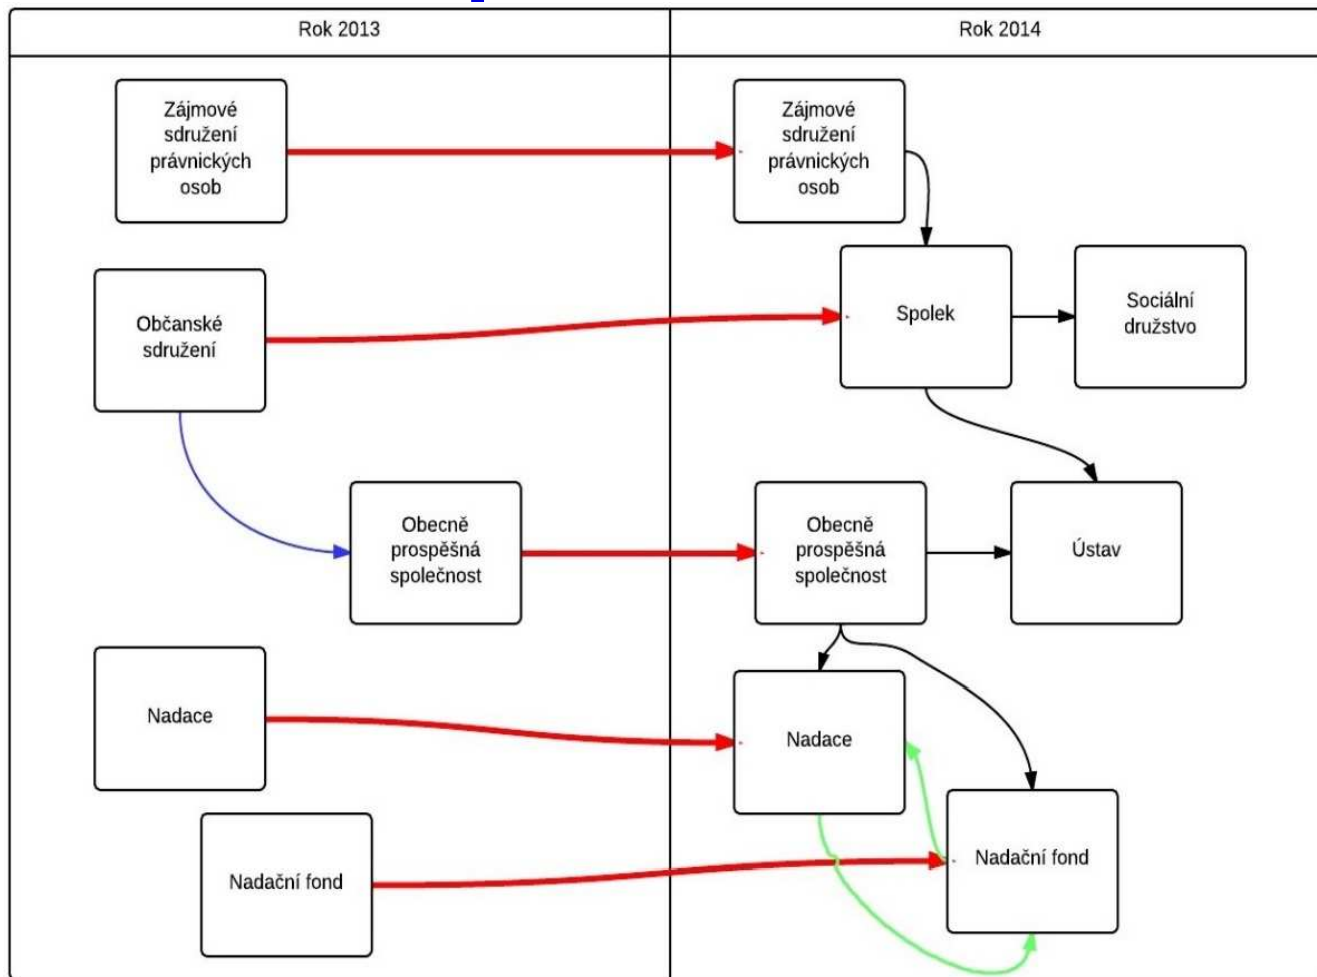 Rok 2013
Rok 2014
Zájmové
sdružení
právnických
osob
Zájmové
sdružení
právnických
osob
Občanské
sdružení
Spolek
Sociální
družstvo
Obecně
prospěšná
společnost
Obecně
prospěšná
společnost
Ústav
Nadace
Nadace
Nadační fond
Nadační fond